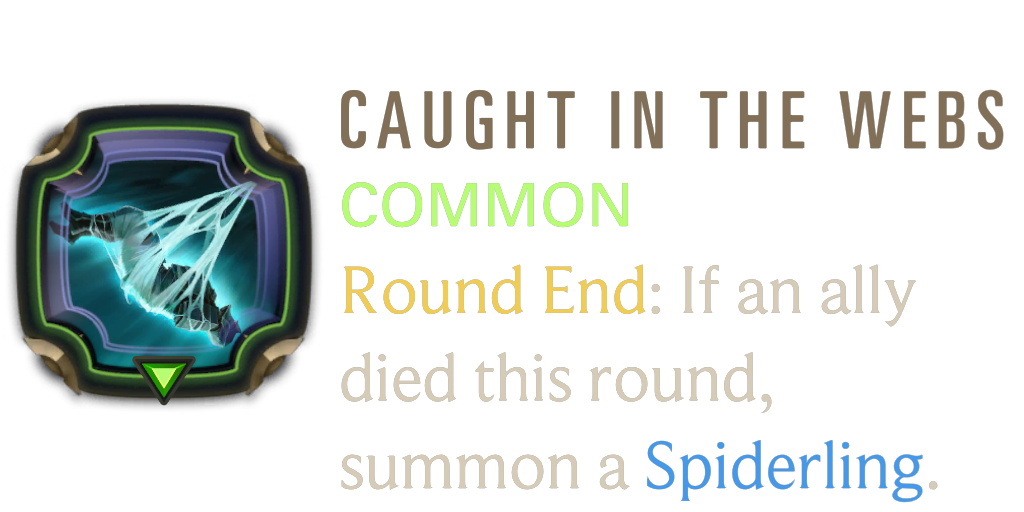 CAUGHT IN THE WEBS
COMMON
Round End: If an ally
died this round,
summon a Spiderling.